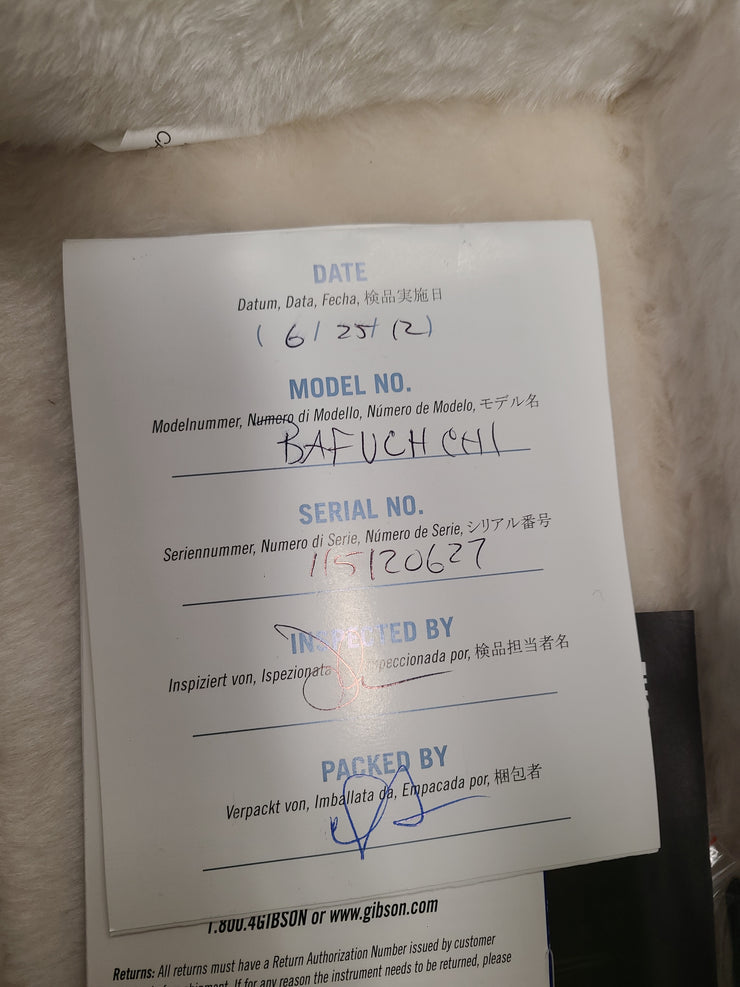 DATE
Datum, Data, Fecha, 検品実施日
( 6 / 25 / 12 )
MODEL NO.
Modelnummer, Numero di Modello, Número de Modelo, モデル名
BAFUCH CH1
SERIAL NO.
Seriennummer, Numero di Serie, Número de Serie, シリアル番号
115120627
INSPECTED BY
Inspiziert von, Ispezionata por, 検品担当者名
PACKED BY
Verpackt von, Imballata da, Empacada por, 梱包者
1.800.4GIBSON or www.gibson.com
Returns: All returns must have a Return Authorization Number issued by customer
If for any reason the instrument needs to be returned, please